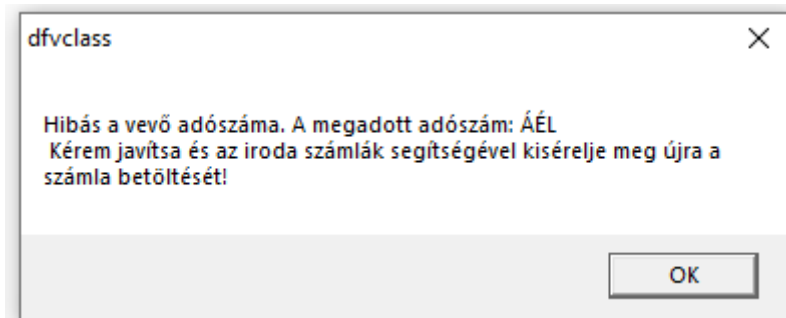 dfvclass
Hibás a vevő adószáma. A megadott adószám: ÁÉL
Kérem javítsa és az iroda számlák segítségével kisérelje meg újra a
számla betöltését!
OK